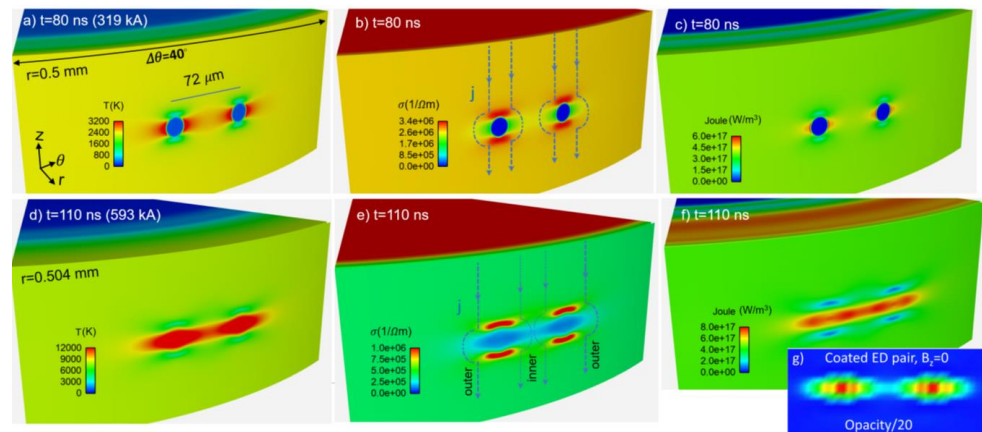 a) t=80 ns (319 kA)
Δθ=40°
r=0.5 mm
72 μm
T(K)
3200
2400
1600
800
0
z
θ
r
b) t=80 ns
j
σ(1/Ωm)
3.4e+06
2.6e+06
1.7e+06
8.5e+05
0.0e+00
c) t=80 ns
Joule (W/m³)
6.0e+17
4.5e+17
3.0e+17
1.5e+17
0.0e+00
d) t=110 ns (593 kA)
r=0.504 mm
T(K)
12000
9000
6000
3000
0
e) t=110 ns
j
σ(1/Ωm)
1.0e+06
7.5e+05
5.0e+05
2.5e+05
0.0e+00
outer
inner
outer
f) t=110 ns
Joule (W/m³)
8.0e+17
6.0e+17
4.0e+17
2.0e+17
0.0e+00
g) Coated ED pair, Bz=0
Opacity/20